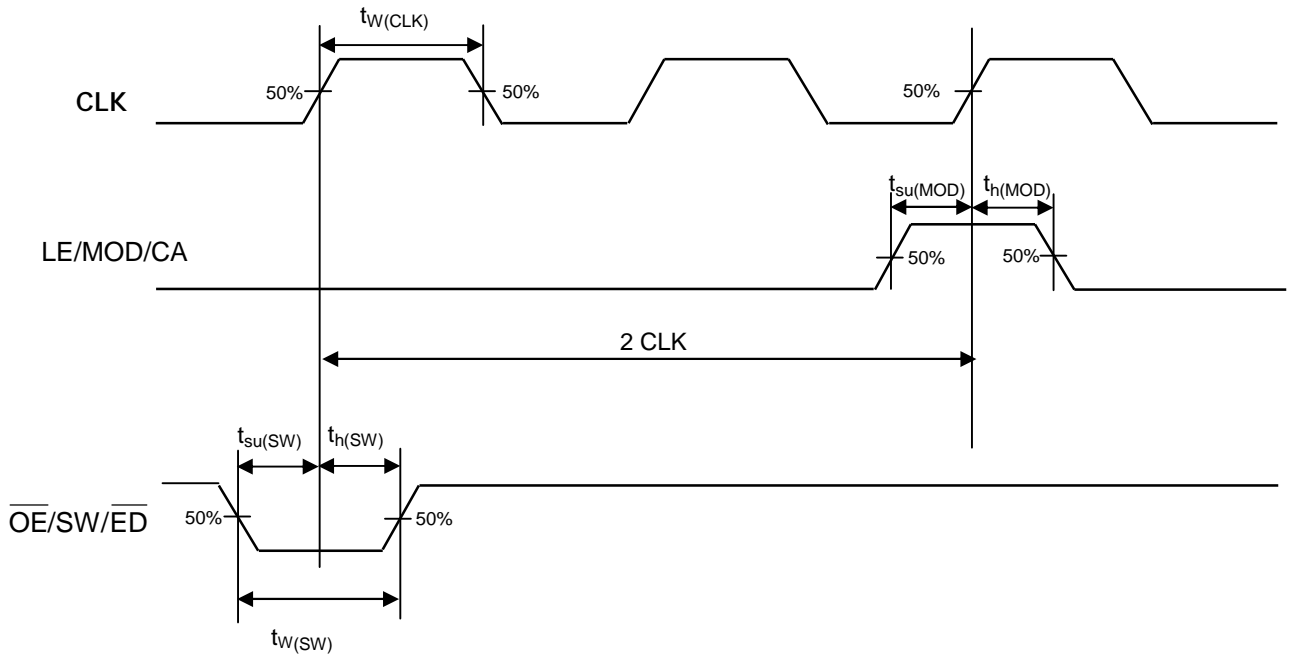 tW(CLK)
CLK
50%
50%
50%
tsu(MOD)
th(MOD)
LE/MOD/CA
50%
50%
2 CLK
tsu(SW)
th(SW)
OE/SW/ED
50%
50%
tW(SW)